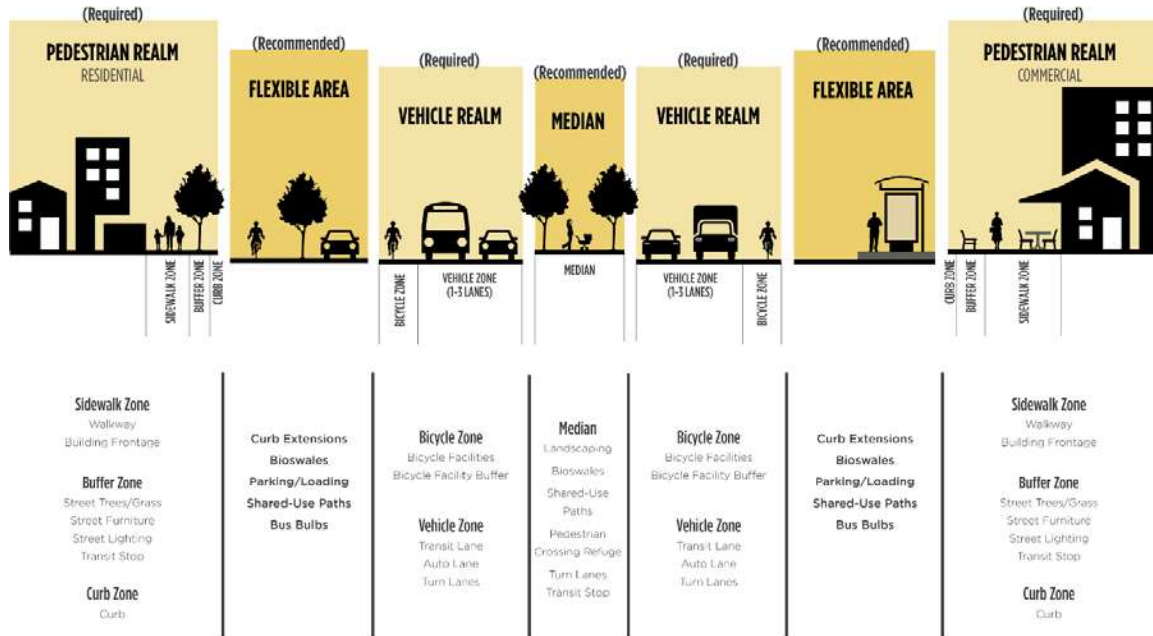 (Required)
PEDESTRIAN REALM
RESIDENTIAL
(Recommended)
FLEXIBLE AREA
(Required)
VEHICLE REALM
(Recommended)
MEDIAN
(Required)
VEHICLE REALM
(Recommended)
FLEXIBLE AREA
(Required)
PEDESTRIAN REALM
COMMERCIAL
SIDEWALK ZONE
BUFFER ZONE
CURB ZONE
BICYCLE ZONE
VEHICLE ZONE
(1-3 LANES)
MEDIAN
VEHICLE ZONE
(1-3 LANES)
BICYCLE ZONE
CURB ZONE
BUFFER ZONE
SIDEWALK ZONE
Sidewalk Zone
Walkway
Building Frontage
Buffer Zone
Street Trees/Grass
Street Furniture
Street Lighting
Transit Stop
Curb Zone
Curb
Curb Extensions
Bioswales
Parking/Loading
Shared-Use Paths
Bus Bulbs
Bicycle Zone
Bicycle Facilities
Bicycle Facility Buffer
Vehicle Zone
Transit Lane
Auto Lane
Turn Lanes
Median
Landscaping
Bioswales
Shared-Use
Paths
Pedestrian
Crossing Refuge
Turn Lanes
Transit Stop
Bicycle Zone
Bicycle Facilities
Bicycle Facility Buffer
Vehicle Zone
Transit Lane
Auto Lane
Turn Lanes
Curb Extensions
Bioswales
Parking/Loading
Shared-Use Paths
Bus Bulbs
Sidewalk Zone
Walkway
Building Frontage
Buffer Zone
Street Trees/Grass
Street Furniture
Street Lighting
Transit Stop
Curb Zone
Curb